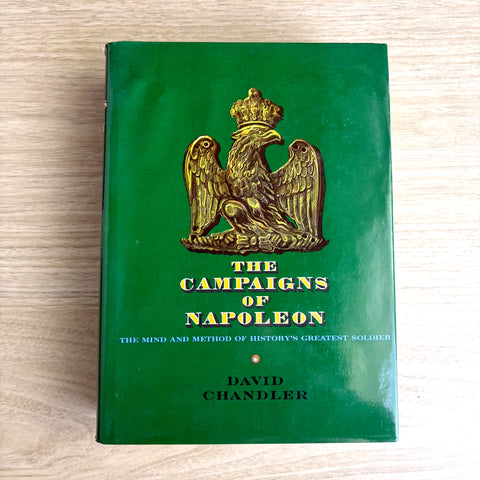 THE
CAMPAIGNS
OF
NAPOLEON
THE MIND AND METHOD OF HISTORY'S GREATEST SOLDIER
DAVID
CHANDLER